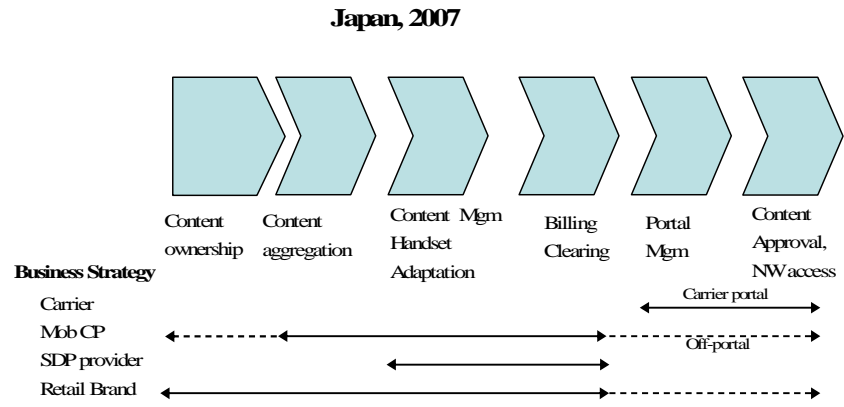 Japan, 2007
Content ownership
Content aggregation
Content Mgm
Handset
Adaptation
Billing
Clearing
Portal
Mgm
Content
Approval,
NW access
Business Strategy
Carrier
Carrier portal
Mob CP
Off-portal
SDP provider
Retail Brand